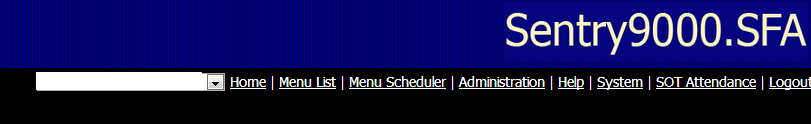 Sentry9000.SFA
Home | Menu List | Menu Scheduler | Administration | Help | System | SOT Attendance | Logout